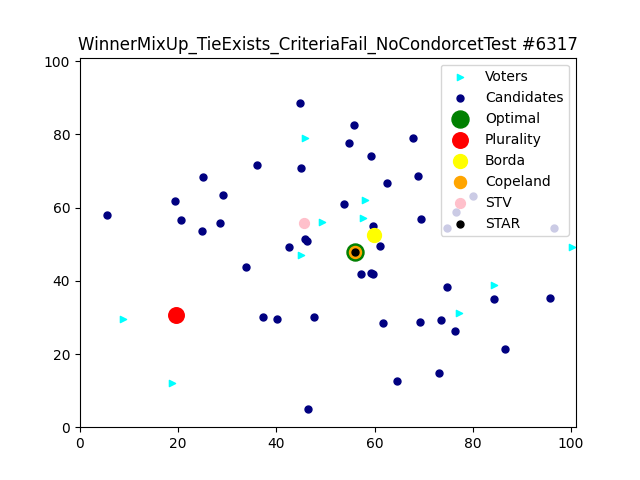 WinnerMixUp_TieExists_CriteriaFail_NoCondorcetTest #6317
100
80
60
40
20
0
0 20 40 60 80 100
Voters
Candidates
Optimal
Plurality
Borda
Copeland
STV
STAR